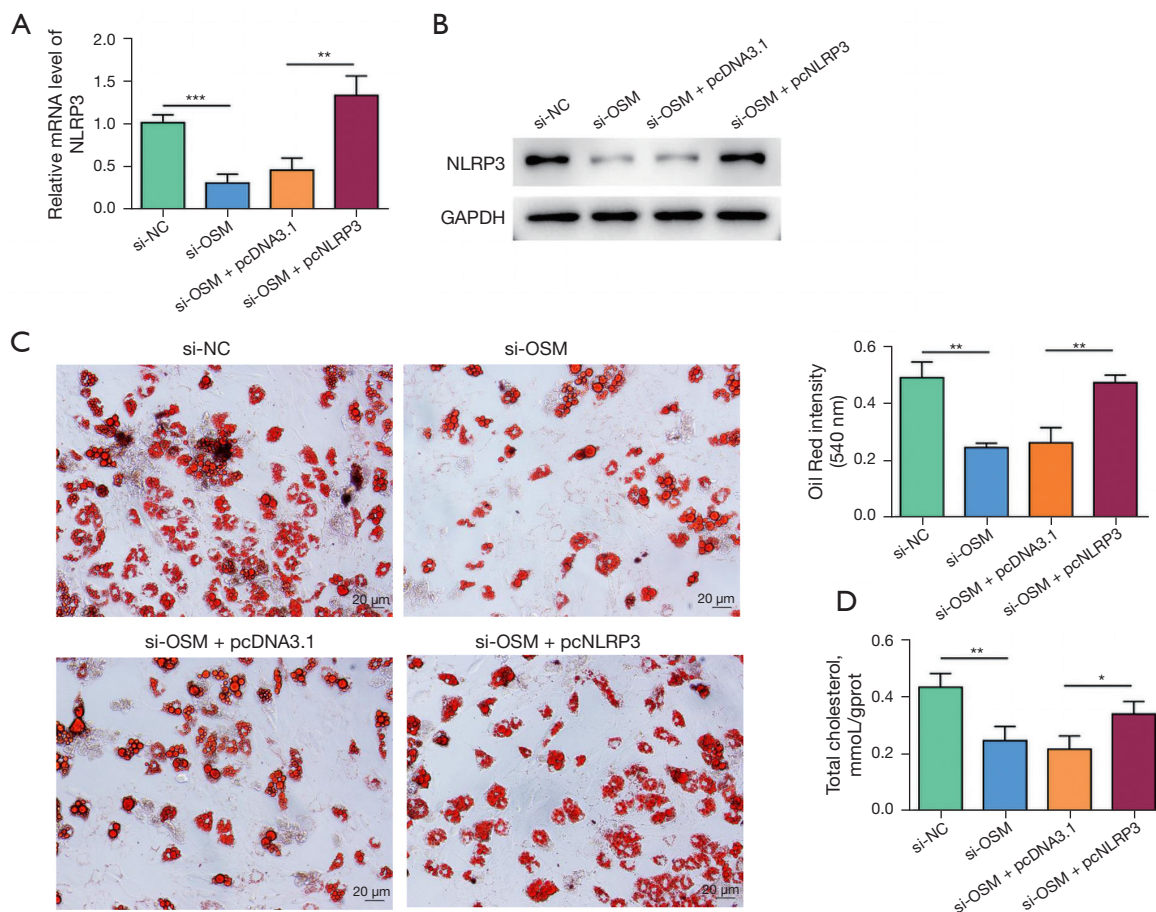 A
Relative mRNA level of
NLRP3
2.0
1.5
1.0
0.5
0.0
***
**
si-NC
si-OSM
si-OSM + pcDNA3.1
si-OSM + pcNLRP3
B
si-NC
si-OSM
si-OSM + pcDNA3.1
si-OSM + pcNLRP3
NLRP3
GAPDH
C
si-NC
si-OSM
20 µm
20 µm
si-OSM + pcDNA3.1
si-OSM + pcNLRP3
20 µm
20 µm
Oil Red intensity
(540 nm)
0.6
0.4
0.2
0.0
**
**
si-NC
si-OSM
si-OSM + pcDNA3.1
si-OSM + pcNLRP3
D
Total cholesterol,
mmoL/gprot
0.6
0.4
0.2
0.0
**
*
si-NC
si-OSM
si-OSM + pcDNA3.1
si-OSM + pcNLRP3